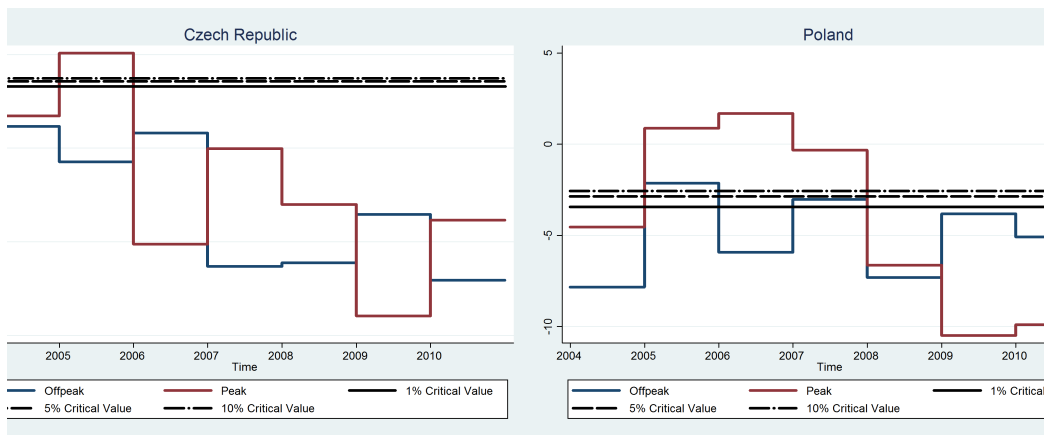 Czech Republic
2005 2006 2007 2008 2009 2010
Time
Offpeak Peak 1% Critical Value
5% Critical Value 10% Critical Value
Poland
5
0
-5
-10
2004 2005 2006 2007 2008 2009 2010
Time
Offpeak Peak 1% Critical
5% Critical Value 10% Critical Value